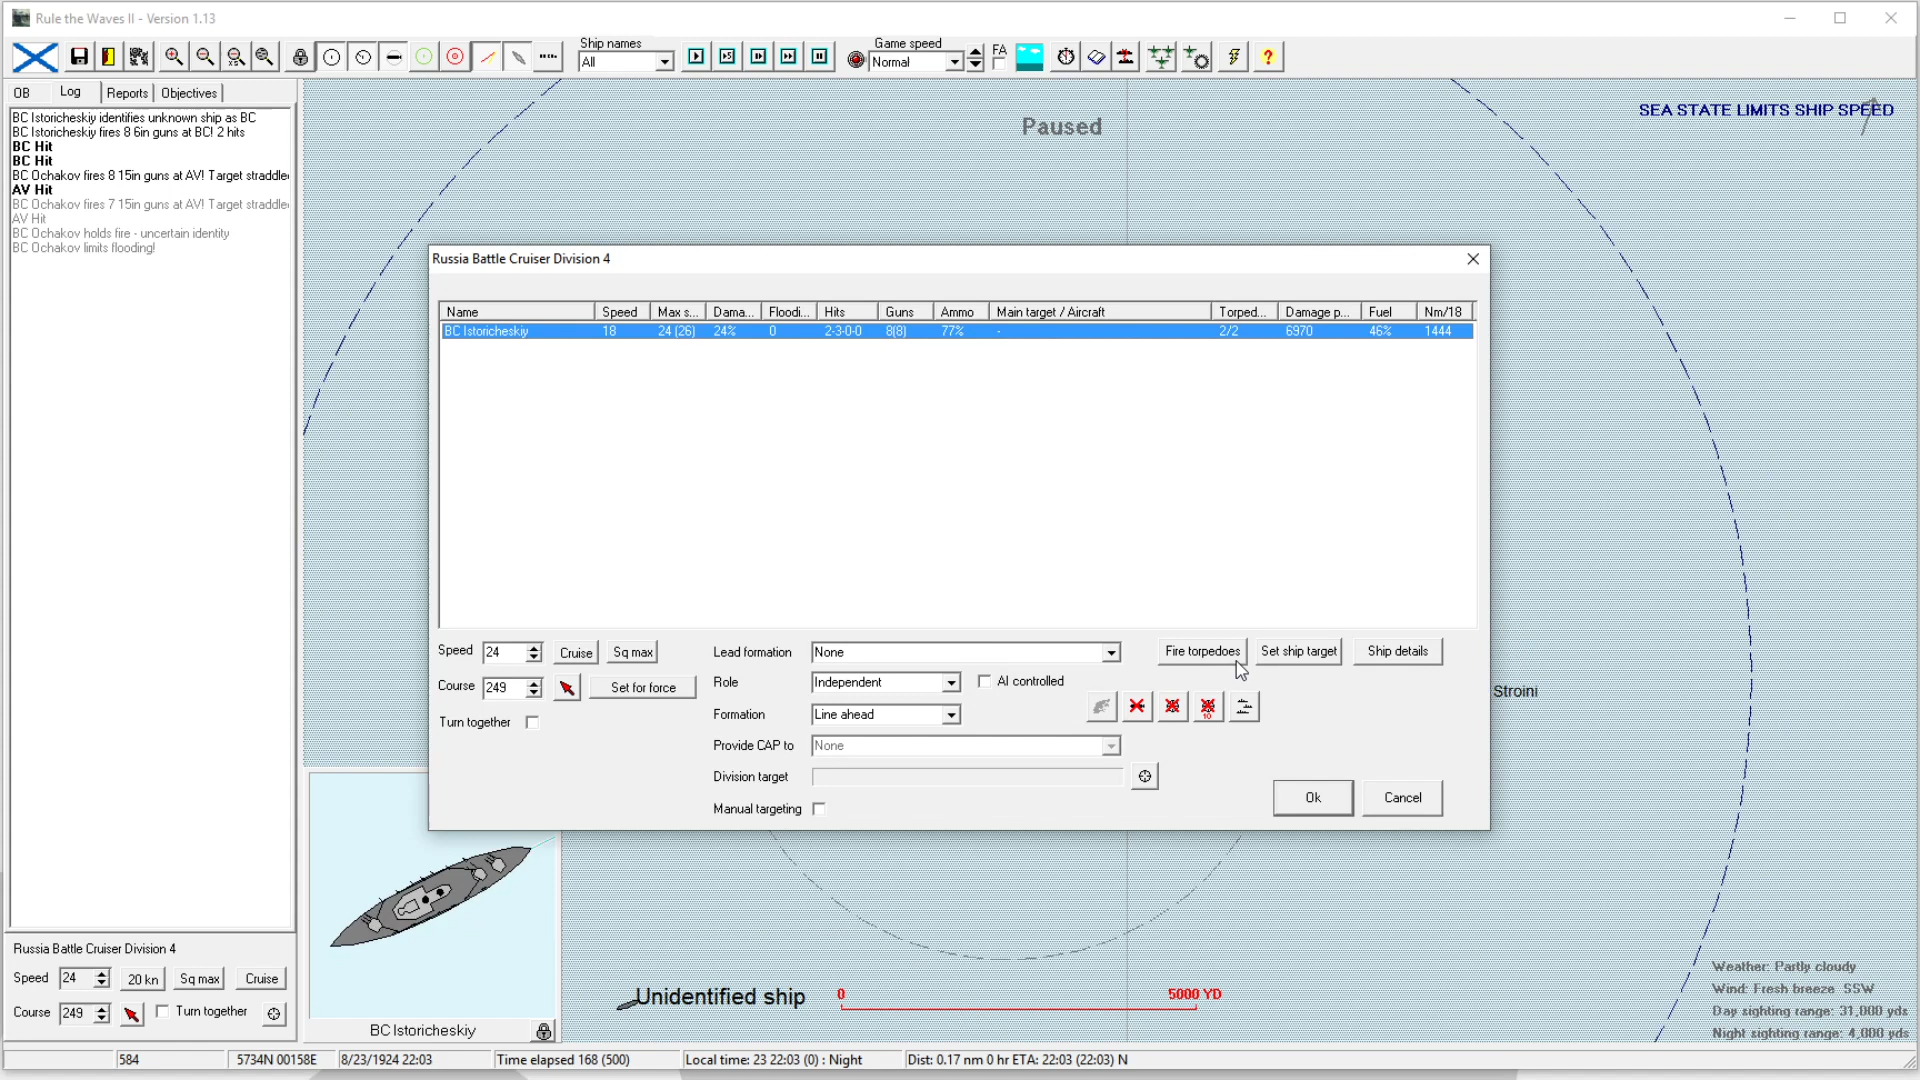 Rule the Waves II - Version 1.13
Ship names
All
Game speed
Normal
FA
OB
Log
Reports
Objectives
BC Istoricheskiy identifies unknown ship as BC
BC Istoricheskiy fires 8 6in guns at BC! 2 hits
BC Hit
BC Hit
BC Ochakov fires 8 15in guns at AV! Target straddle
AV Hit
BC Ochakov fires 7 15in guns at AV! Target straddle
AV Hit
BC Ochakov holds fire - uncertain identity
BC Ochakov limits flooding!
Paused
SEA STATE LIMITS SHIP SPEED
Russia Battle Cruiser Division 4
Name Speed Max s... Dama... Floodi... Hits Guns Ammo Main target / Aircraft Torped... Damage p... Fuel Nm/18
BC Istoricheskiy 18 24 (26) 24% 0 2-3-0-0 8(8) 77% - 2/2 6970 46% 1444
Speed 24 Cruise Sq max
Course 249 Set for force
Turn together
Lead formation None
Role Independent AI controlled
Formation Line ahead
Provide CAP to None
Division target
Manual targeting
Fire torpedoes Set ship target Ship details
10
Ok Cancel
Stroini
Russia Battle Cruiser Division 4
Speed 24 20 kn Sq max Cruise
Course 249 Turn together
BC Istoricheskiy
Unidentified ship
0 5000 YD
Weather: Partly cloudy
Wind: Fresh breeze SSW
Day sighting range: 31,000 yds
Night sighting range: 4,000 yds
584 5734N 00158E 8/23/1924 22:03 Time elapsed 168 (500) Local time: 23 22:03 (0) : Night Dist: 0.17 nm 0 hr ETA: 22:03 (22:03) N